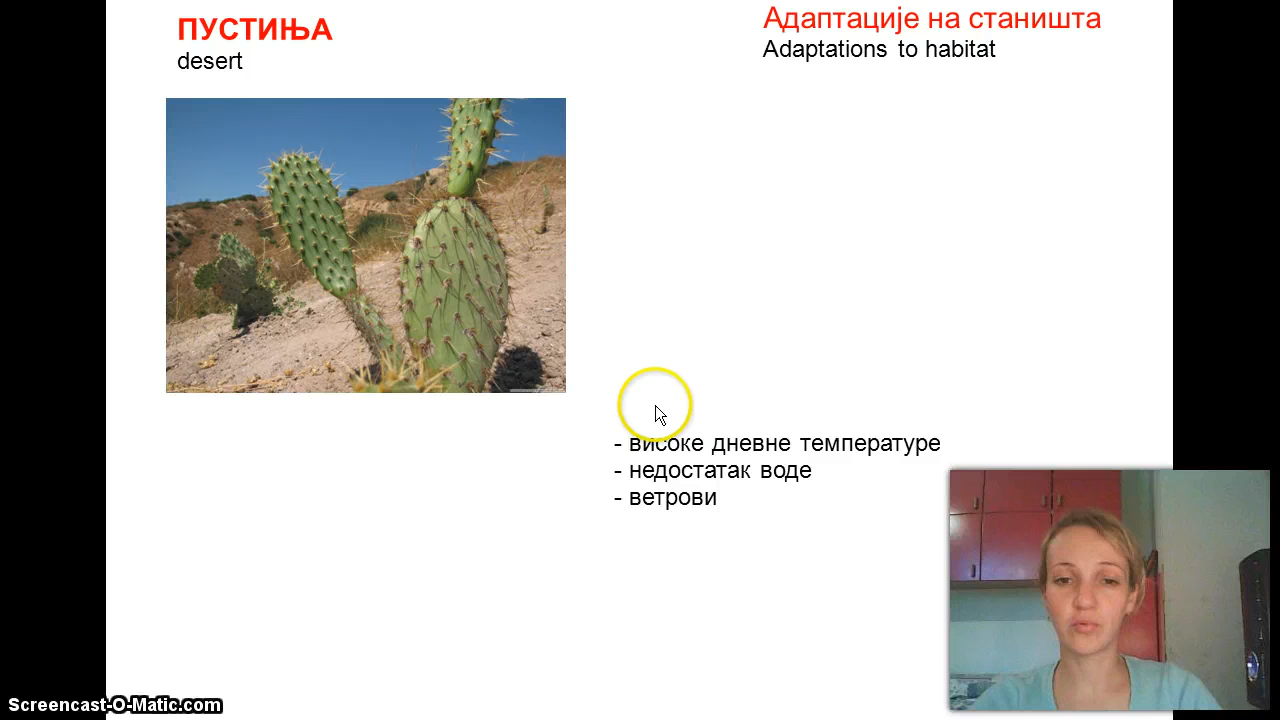 ПУСТИЊА
desert
Адаптације на станишта
Adaptations to habitat
- високе дневне температуре
- недостатак воде
- ветрови
Screencast-O-Matic.com